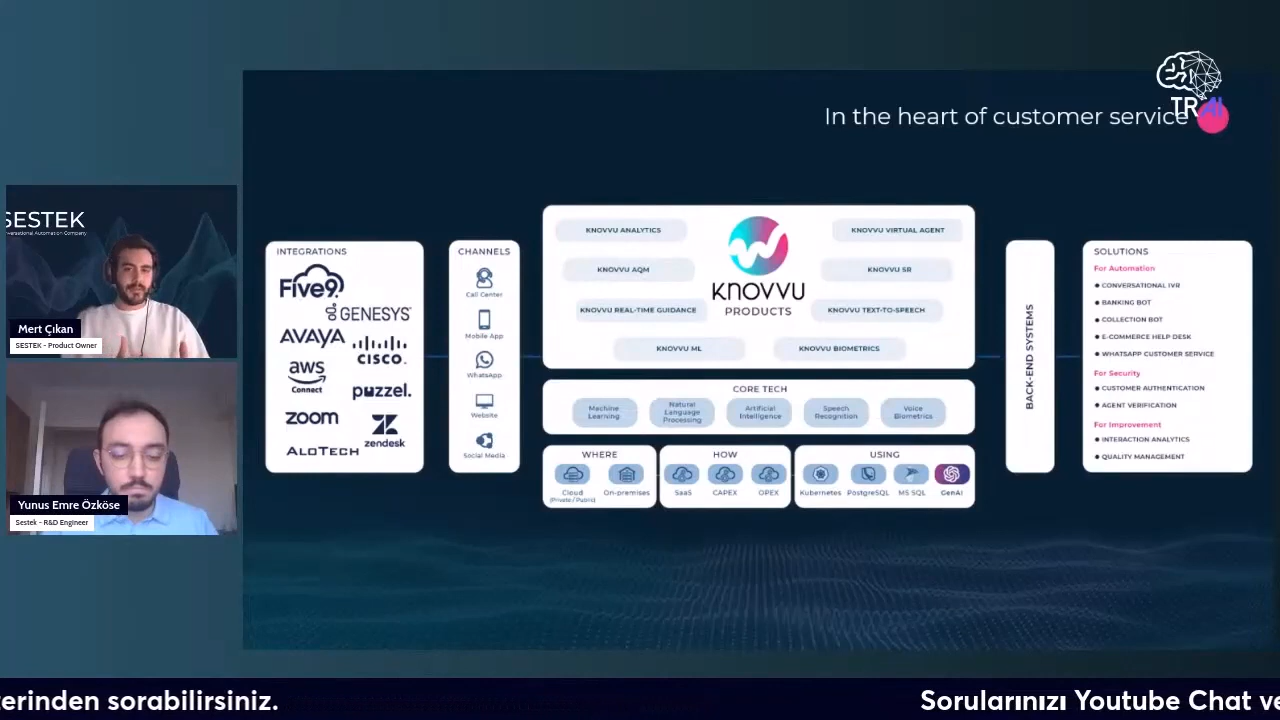 In the heart of customer service
TRAI
SESTEK
Mert Çıkan
SESTEK - Product Owner
Yunus Emre Özköse
Sestek - R&D Engineer
INTEGRATIONS
Five9
GENESYS
AVAYA
CISCO
aws
Connect
puzzel.
zoom
zendesk
ALOTECH
CHANNELS
Call Center
Mobile App
WhatsApp
Website
Social Media
KNOVVU ANALYTICS
KNOVVU AQM
KNOVVU REAL-TIME GUIDANCE
KNOVVU ML
KNOVVU
PRODUCTS
KNOVVU VIRTUAL AGENT
KNOVVU SR
KNOVVU TEXT-TO-SPEECH
KNOVVU BIOMETRICS
CORE TECH
Machine
Learning
Natural
Language
Processing
Artificial
Intelligence
Speech
Recognition
Voice
Biometrics
WHERE
Cloud
(Private / Public)
On-premises
HOW
SaaS
CAPEX
OPEX
USING
Kubernetes
PostgreSQL
MS SQL
GenAI
BACK-END SYSTEMS
SOLUTIONS
For Automation
CONVERSATIONAL IVR
BANKING BOT
COLLECTION BOT
E-COMMERCE HELP DESK
WHATSAPP CUSTOMER SERVICE
For Security
CUSTOMER AUTHENTICATION
AGENT VERIFICATION
For Improvement
INTERACTION ANALYTICS
QUALITY MANAGEMENT
zerinden sorabilirsiniz.
Sorularınızı Youtube Chat ve